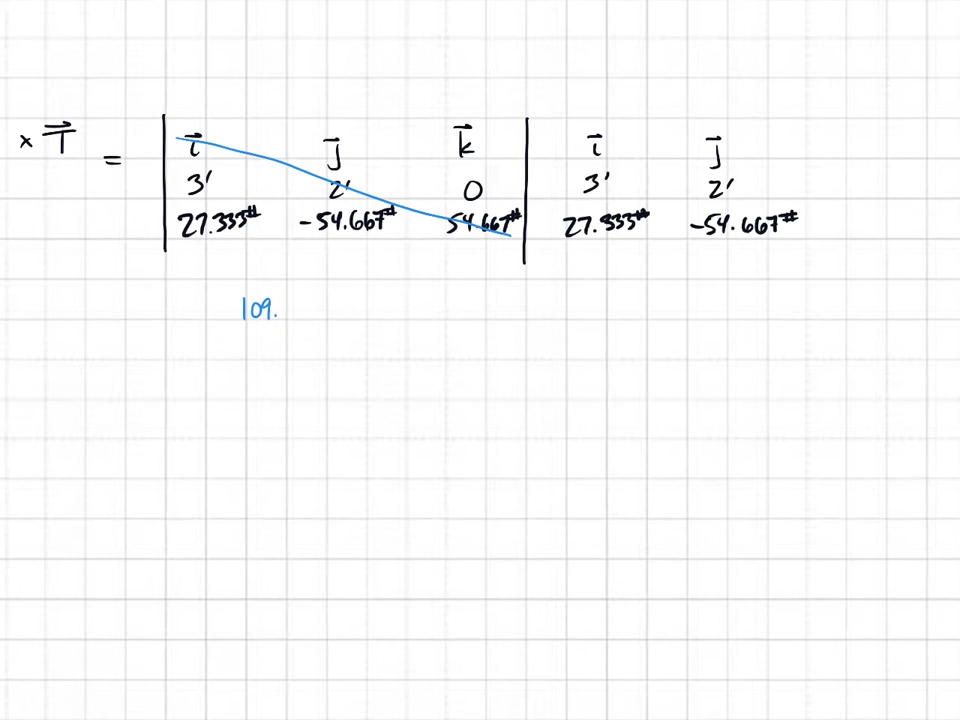 × T⃗ = | i⃗ j⃗ k⃗ | i⃗ j⃗
3' 2' 0 3' 2'
27.333# -54.667# 54.667# 27.333# -54.667#
109.